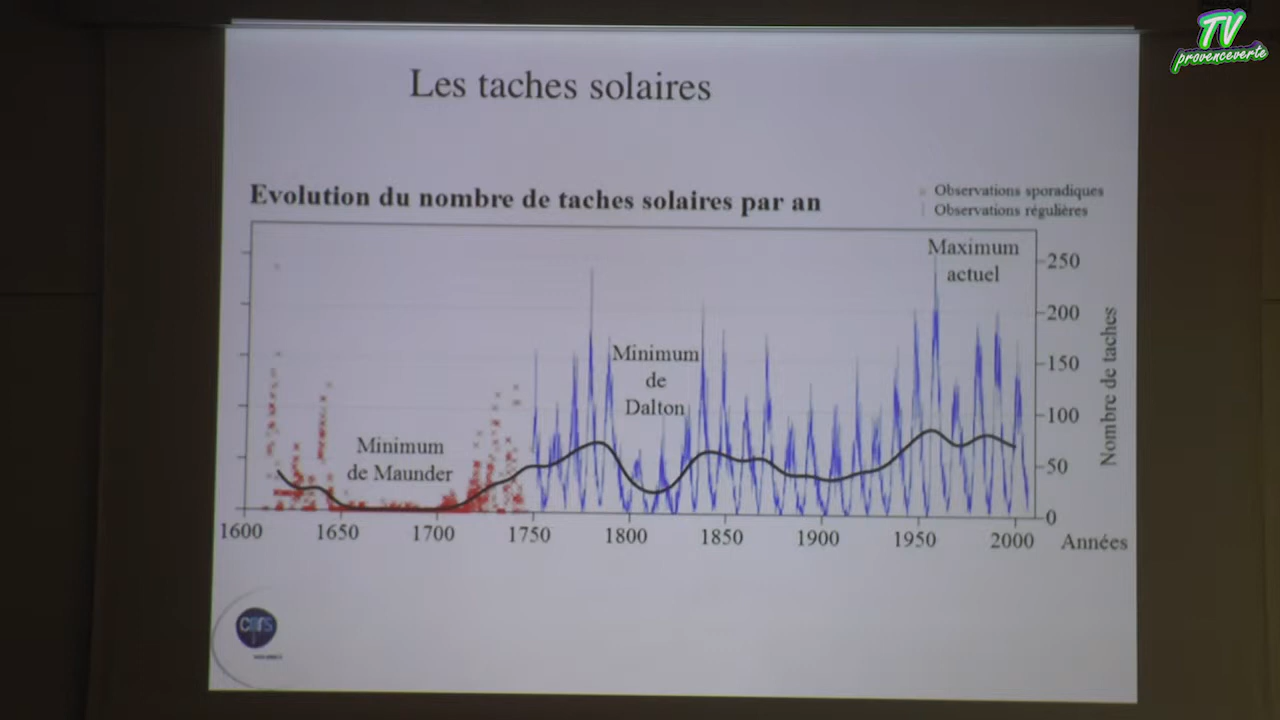 TV
provenceverte
Les taches solaires
Evolution du nombre de taches solaires par an
Observations sporadiques
Observations régulières
Maximum
actuel
250
200
150
100
50
0
Nombre de taches
Minimum
de
Dalton
Minimum
de Maunder
1600
1650
1700
1750
1800
1850
1900
1950
2000
Années
cnrs